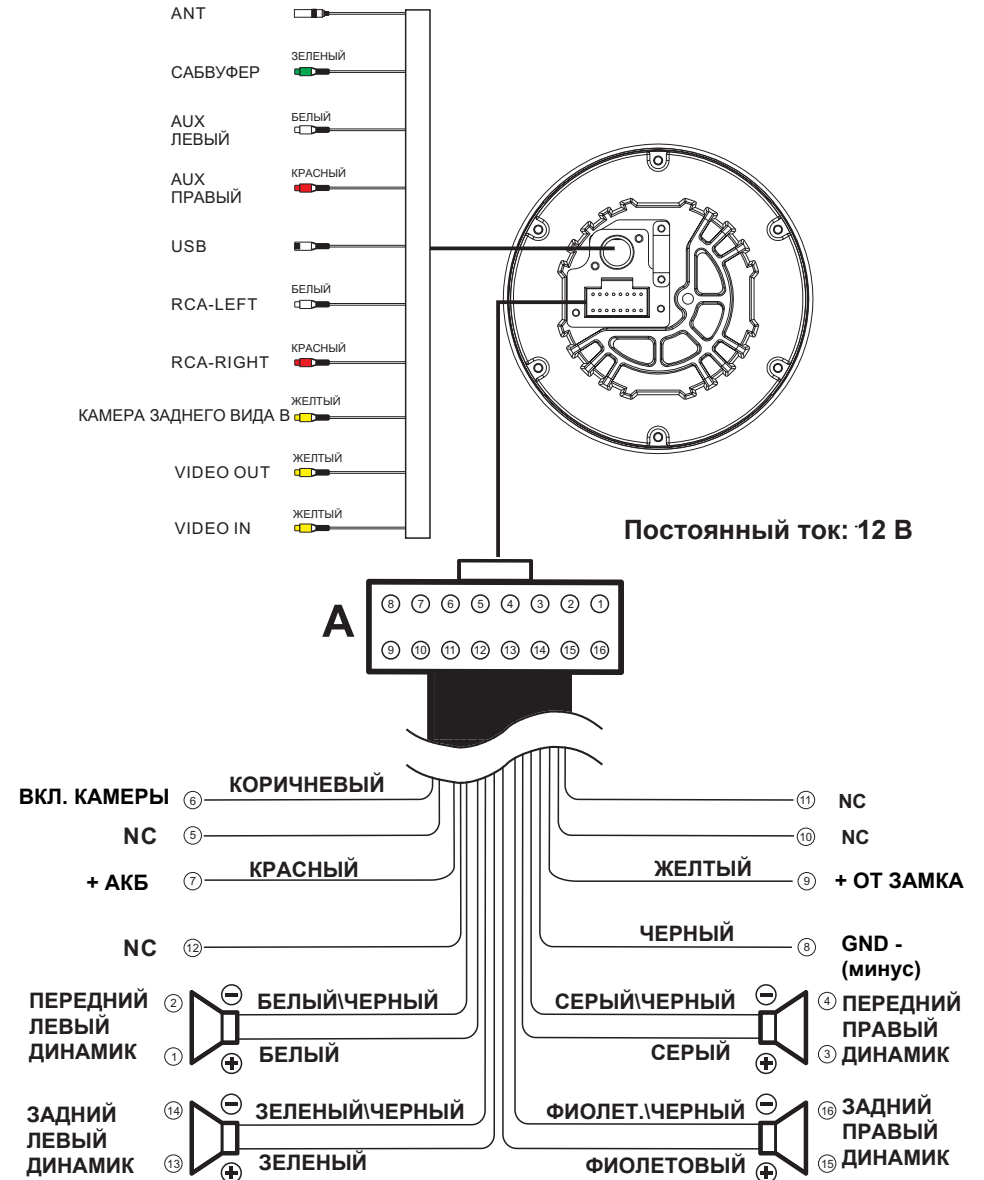 ANT
ЗЕЛЕНЫЙ
САБВУФЕР
БЕЛЫЙ
AUX
ЛЕВЫЙ
КРАСНЫЙ
AUX
ПРАВЫЙ
USB
БЕЛЫЙ
RCA-LEFT
КРАСНЫЙ
RCA-RIGHT
ЖЕЛТЫЙ
КАМЕРА ЗАДНЕГО ВИДА В
ЖЕЛТЫЙ
VIDEO OUT
ЖЕЛТЫЙ
VIDEO IN
Постоянный ток: 12 В
A
8 7 6 5 4 3 2 1
9 10 11 12 13 14 15 16
ВКЛ. КАМЕРЫ 6 КОРИЧНЕВЫЙ
NC 5
+ АКБ 7 КРАСНЫЙ
NC 12
11 NC
10 NC
ЖЕЛТЫЙ 9 + ОТ ЗАМКА
ЧЕРНЫЙ 8 GND -
(минус)
ПЕРЕДНИЙ
ЛЕВЫЙ
ДИНАМИК
2 - БЕЛЫЙ\ЧЕРНЫЙ
1 + БЕЛЫЙ
СЕРЫЙ\ЧЕРНЫЙ - 4
СЕРЫЙ + 3
ПЕРЕДНИЙ
ПРАВЫЙ
ДИНАМИК
ЗАДНИЙ
ЛЕВЫЙ
ДИНАМИК
14 - ЗЕЛЕНЫЙ\ЧЕРНЫЙ
13 + ЗЕЛЕНЫЙ
ФИОЛЕТ.\ЧЕРНЫЙ - 16
ФИОЛЕТОВЫЙ + 15
ЗАДНИЙ
ПРАВЫЙ
ДИНАМИК